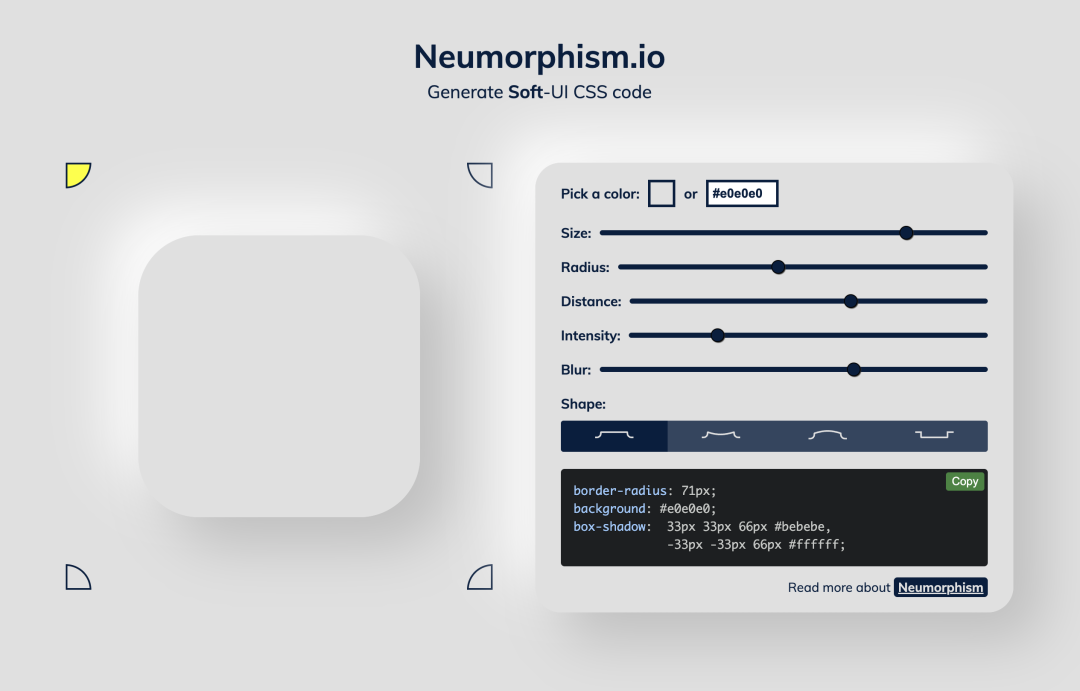 Neumorphism.io
Generate Soft-UI CSS code
Pick a color: or #e0e0e0
Size:
Radius:
Distance:
Intensity:
Blur:
Shape:
Copy
border-radius: 71px;
background: #e0e0e0;
box-shadow:  33px 33px 66px #bebebe,
             -33px -33px 66px #ffffff;
Read more about Neumorphism